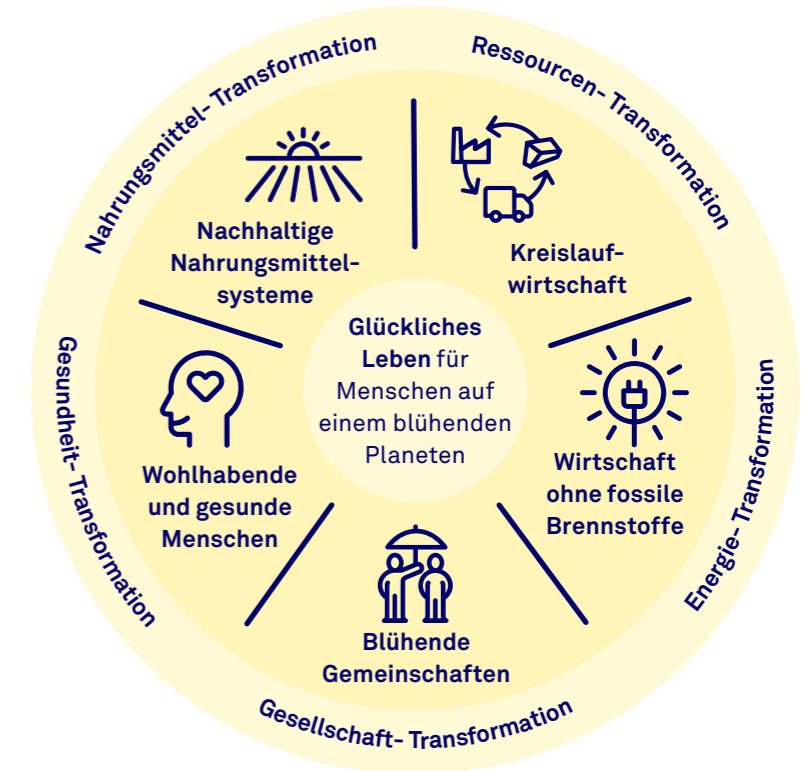 Nahrungsmittel-Transformation
Ressourcen-Transformation
Nachhaltige
Nahrungsmittel-
systeme
Kreislauf-
wirtschaft
Glückliches
Leben für
Menschen auf
einem blühenden
Planeten
Gesundheit-Transformation
Wohlhabende
und gesunde
Menschen
Wirtschaft
ohne fossile
Brennstoffe
Energie-Transformation
Blühende
Gemeinschaften
Gesellschaft-Transformation